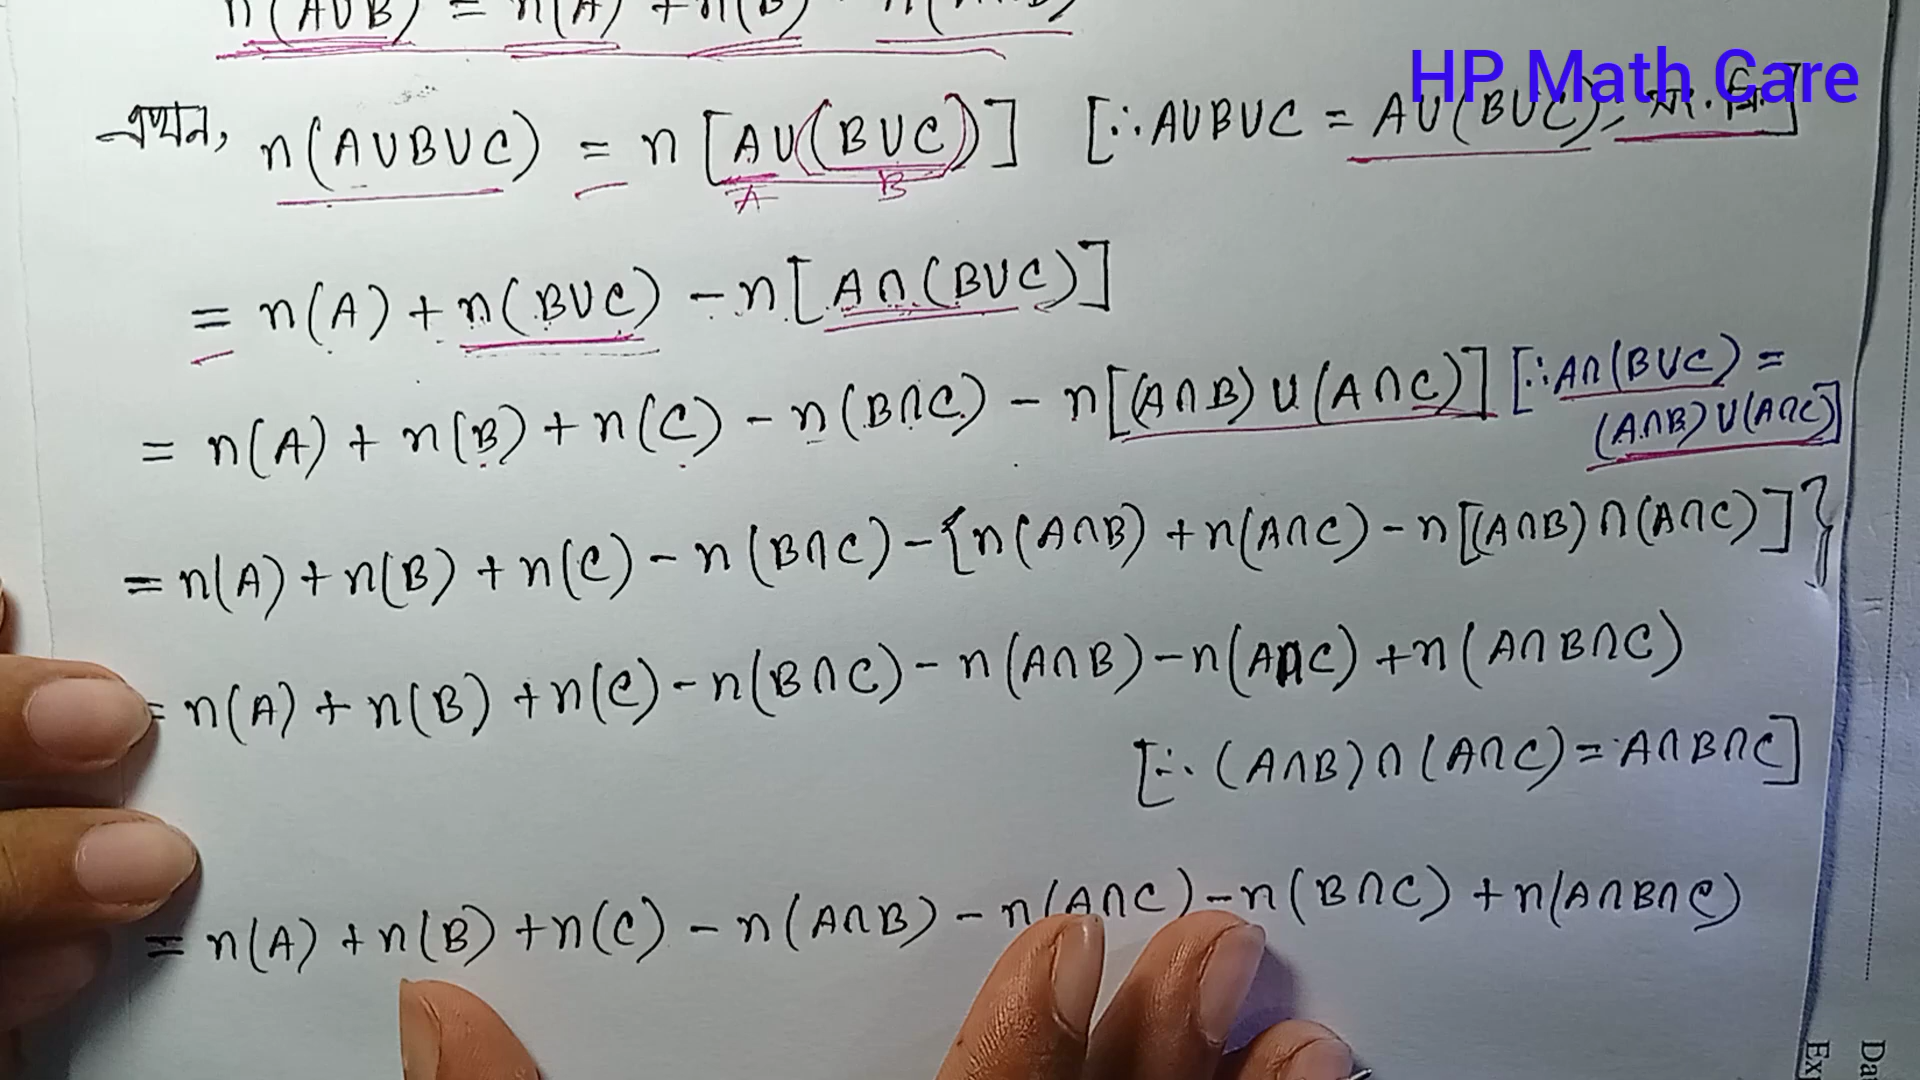 n(A∪B) = n(A) + n(B) - n(A∩B)
HP Math Care
এখন, n(A∪B∪C) = n[A∪(B∪C)] [∵A∪B∪C = A∪(B∪C), সং. বি.]
A B
= n(A) + n(B∪C) - n[A∩(B∪C)]
= n(A) + n(B) + n(C) - n(B∩C) - n[(A∩B) ∪ (A∩C)] [∵A∩(B∪C) =
(A∩B)∪(A∩C)]
= n(A) + n(B) + n(C) - n(B∩C) - {n(A∩B) + n(A∩C) - n[(A∩B)∩(A∩C)]}
= n(A) + n(B) + n(C) - n(B∩C) - n(A∩B) - n(A∩C) + n(A∩B∩C)
[∵ (A∩B)∩(A∩C) = A∩B∩C]
= n(A) + n(B) + n(C) - n(A∩B) - n(A∩C) - n(B∩C) + n(A∩B∩C)